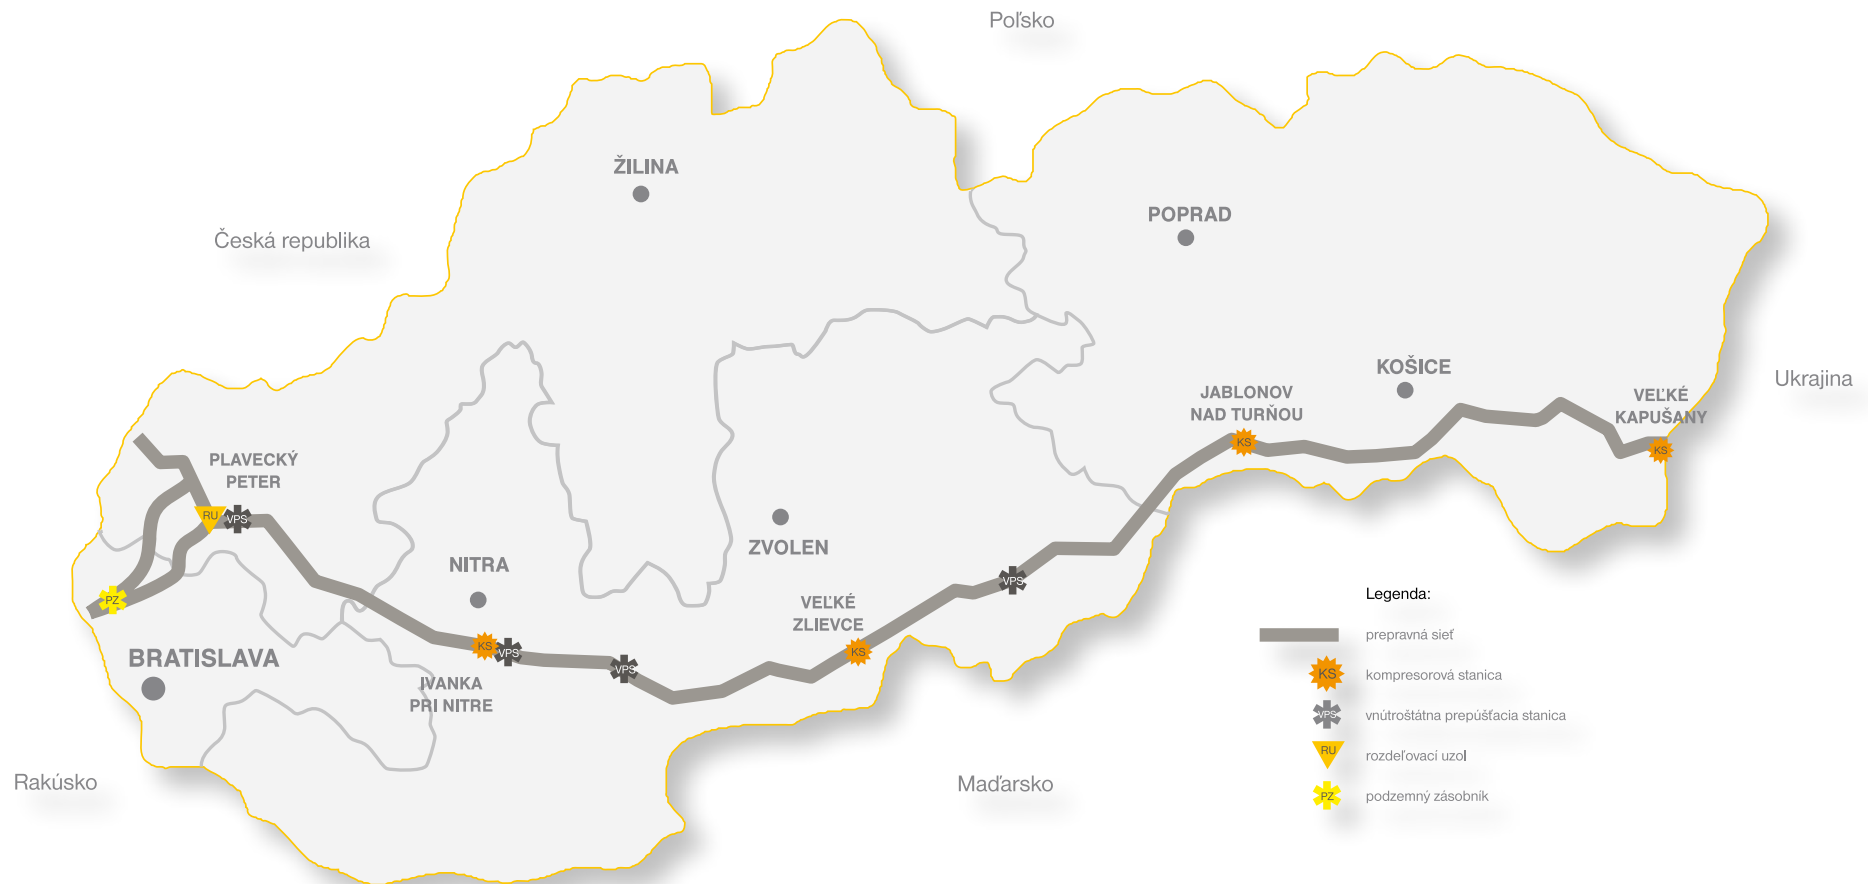 Poľsko
ŽILINA
POPRAD
Česká republika
KOŠICE
Ukrajina
JABLONOV
NAD TURŇOU
VEĽKÉ
KAPUŠANY
KS
KS
PLAVECKÝ
PETER
RU
VPS
NITRA
ZVOLEN
VPS
PZ
VEĽKÉ
ZLIEVCE
KS
KS
VPS
VPS
BRATISLAVA
IVANKA
PRI NITRE
Rakúsko
Maďarsko
Legenda:
prepravná sieť
KS kompresorová stanica
VPS vnútroštátna prepúšťacia stanica
RU rozdeľovací uzol
PZ podzemný zásobník